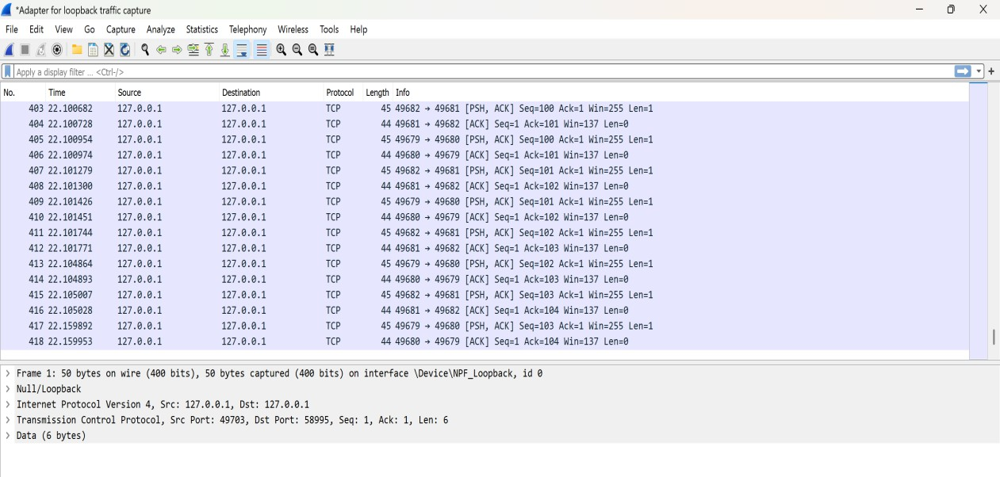 *Adapter for loopback traffic capture
File Edit View Go Capture Analyze Statistics Telephony Wireless Tools Help
Apply a display filter ... <Ctrl-/>
No. Time Source Destination Protocol Length Info
403 22.100682 127.0.0.1 127.0.0.1 TCP 45 49682 → 49681 [PSH, ACK] Seq=100 Ack=1 Win=255 Len=1
404 22.100728 127.0.0.1 127.0.0.1 TCP 44 49681 → 49682 [ACK] Seq=1 Ack=101 Win=137 Len=0
405 22.100954 127.0.0.1 127.0.0.1 TCP 45 49679 → 49680 [PSH, ACK] Seq=100 Ack=1 Win=255 Len=1
406 22.100974 127.0.0.1 127.0.0.1 TCP 44 49680 → 49679 [ACK] Seq=1 Ack=101 Win=137 Len=0
407 22.101279 127.0.0.1 127.0.0.1 TCP 45 49682 → 49681 [PSH, ACK] Seq=101 Ack=1 Win=255 Len=1
408 22.101300 127.0.0.1 127.0.0.1 TCP 44 49681 → 49682 [ACK] Seq=1 Ack=102 Win=137 Len=0
409 22.101426 127.0.0.1 127.0.0.1 TCP 45 49679 → 49680 [PSH, ACK] Seq=101 Ack=1 Win=255 Len=1
410 22.101451 127.0.0.1 127.0.0.1 TCP 44 49680 → 49679 [ACK] Seq=1 Ack=102 Win=137 Len=0
411 22.101744 127.0.0.1 127.0.0.1 TCP 45 49682 → 49681 [PSH, ACK] Seq=102 Ack=1 Win=255 Len=1
412 22.101771 127.0.0.1 127.0.0.1 TCP 44 49681 → 49682 [ACK] Seq=1 Ack=103 Win=137 Len=0
413 22.104864 127.0.0.1 127.0.0.1 TCP 45 49679 → 49680 [PSH, ACK] Seq=102 Ack=1 Win=255 Len=1
414 22.104893 127.0.0.1 127.0.0.1 TCP 44 49680 → 49679 [ACK] Seq=1 Ack=103 Win=137 Len=0
415 22.105007 127.0.0.1 127.0.0.1 TCP 45 49682 → 49681 [PSH, ACK] Seq=103 Ack=1 Win=255 Len=1
416 22.105028 127.0.0.1 127.0.0.1 TCP 44 49681 → 49682 [ACK] Seq=1 Ack=104 Win=137 Len=0
417 22.159892 127.0.0.1 127.0.0.1 TCP 45 49679 → 49680 [PSH, ACK] Seq=103 Ack=1 Win=255 Len=1
418 22.159953 127.0.0.1 127.0.0.1 TCP 44 49680 → 49679 [ACK] Seq=1 Ack=104 Win=137 Len=0
Frame 1: 50 bytes on wire (400 bits), 50 bytes captured (400 bits) on interface \Device\NPF_Loopback, id 0
Null/Loopback
Internet Protocol Version 4, Src: 127.0.0.1, Dst: 127.0.0.1
Transmission Control Protocol, Src Port: 49703, Dst Port: 58995, Seq: 1, Ack: 1, Len: 6
Data (6 bytes)